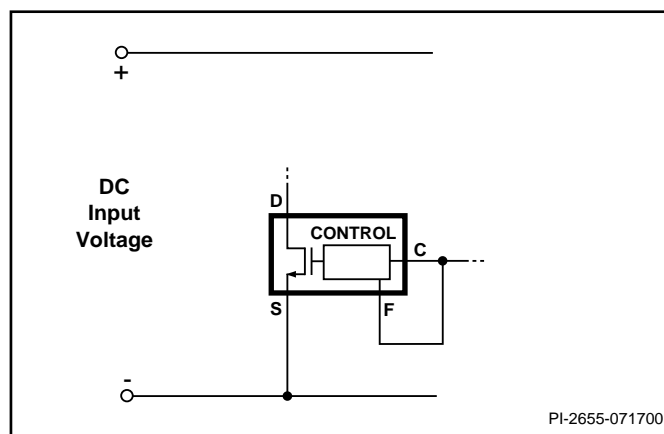 +
DC
Input
Voltage
D
CONTROL
C
S
F
-
PI-2655-071700